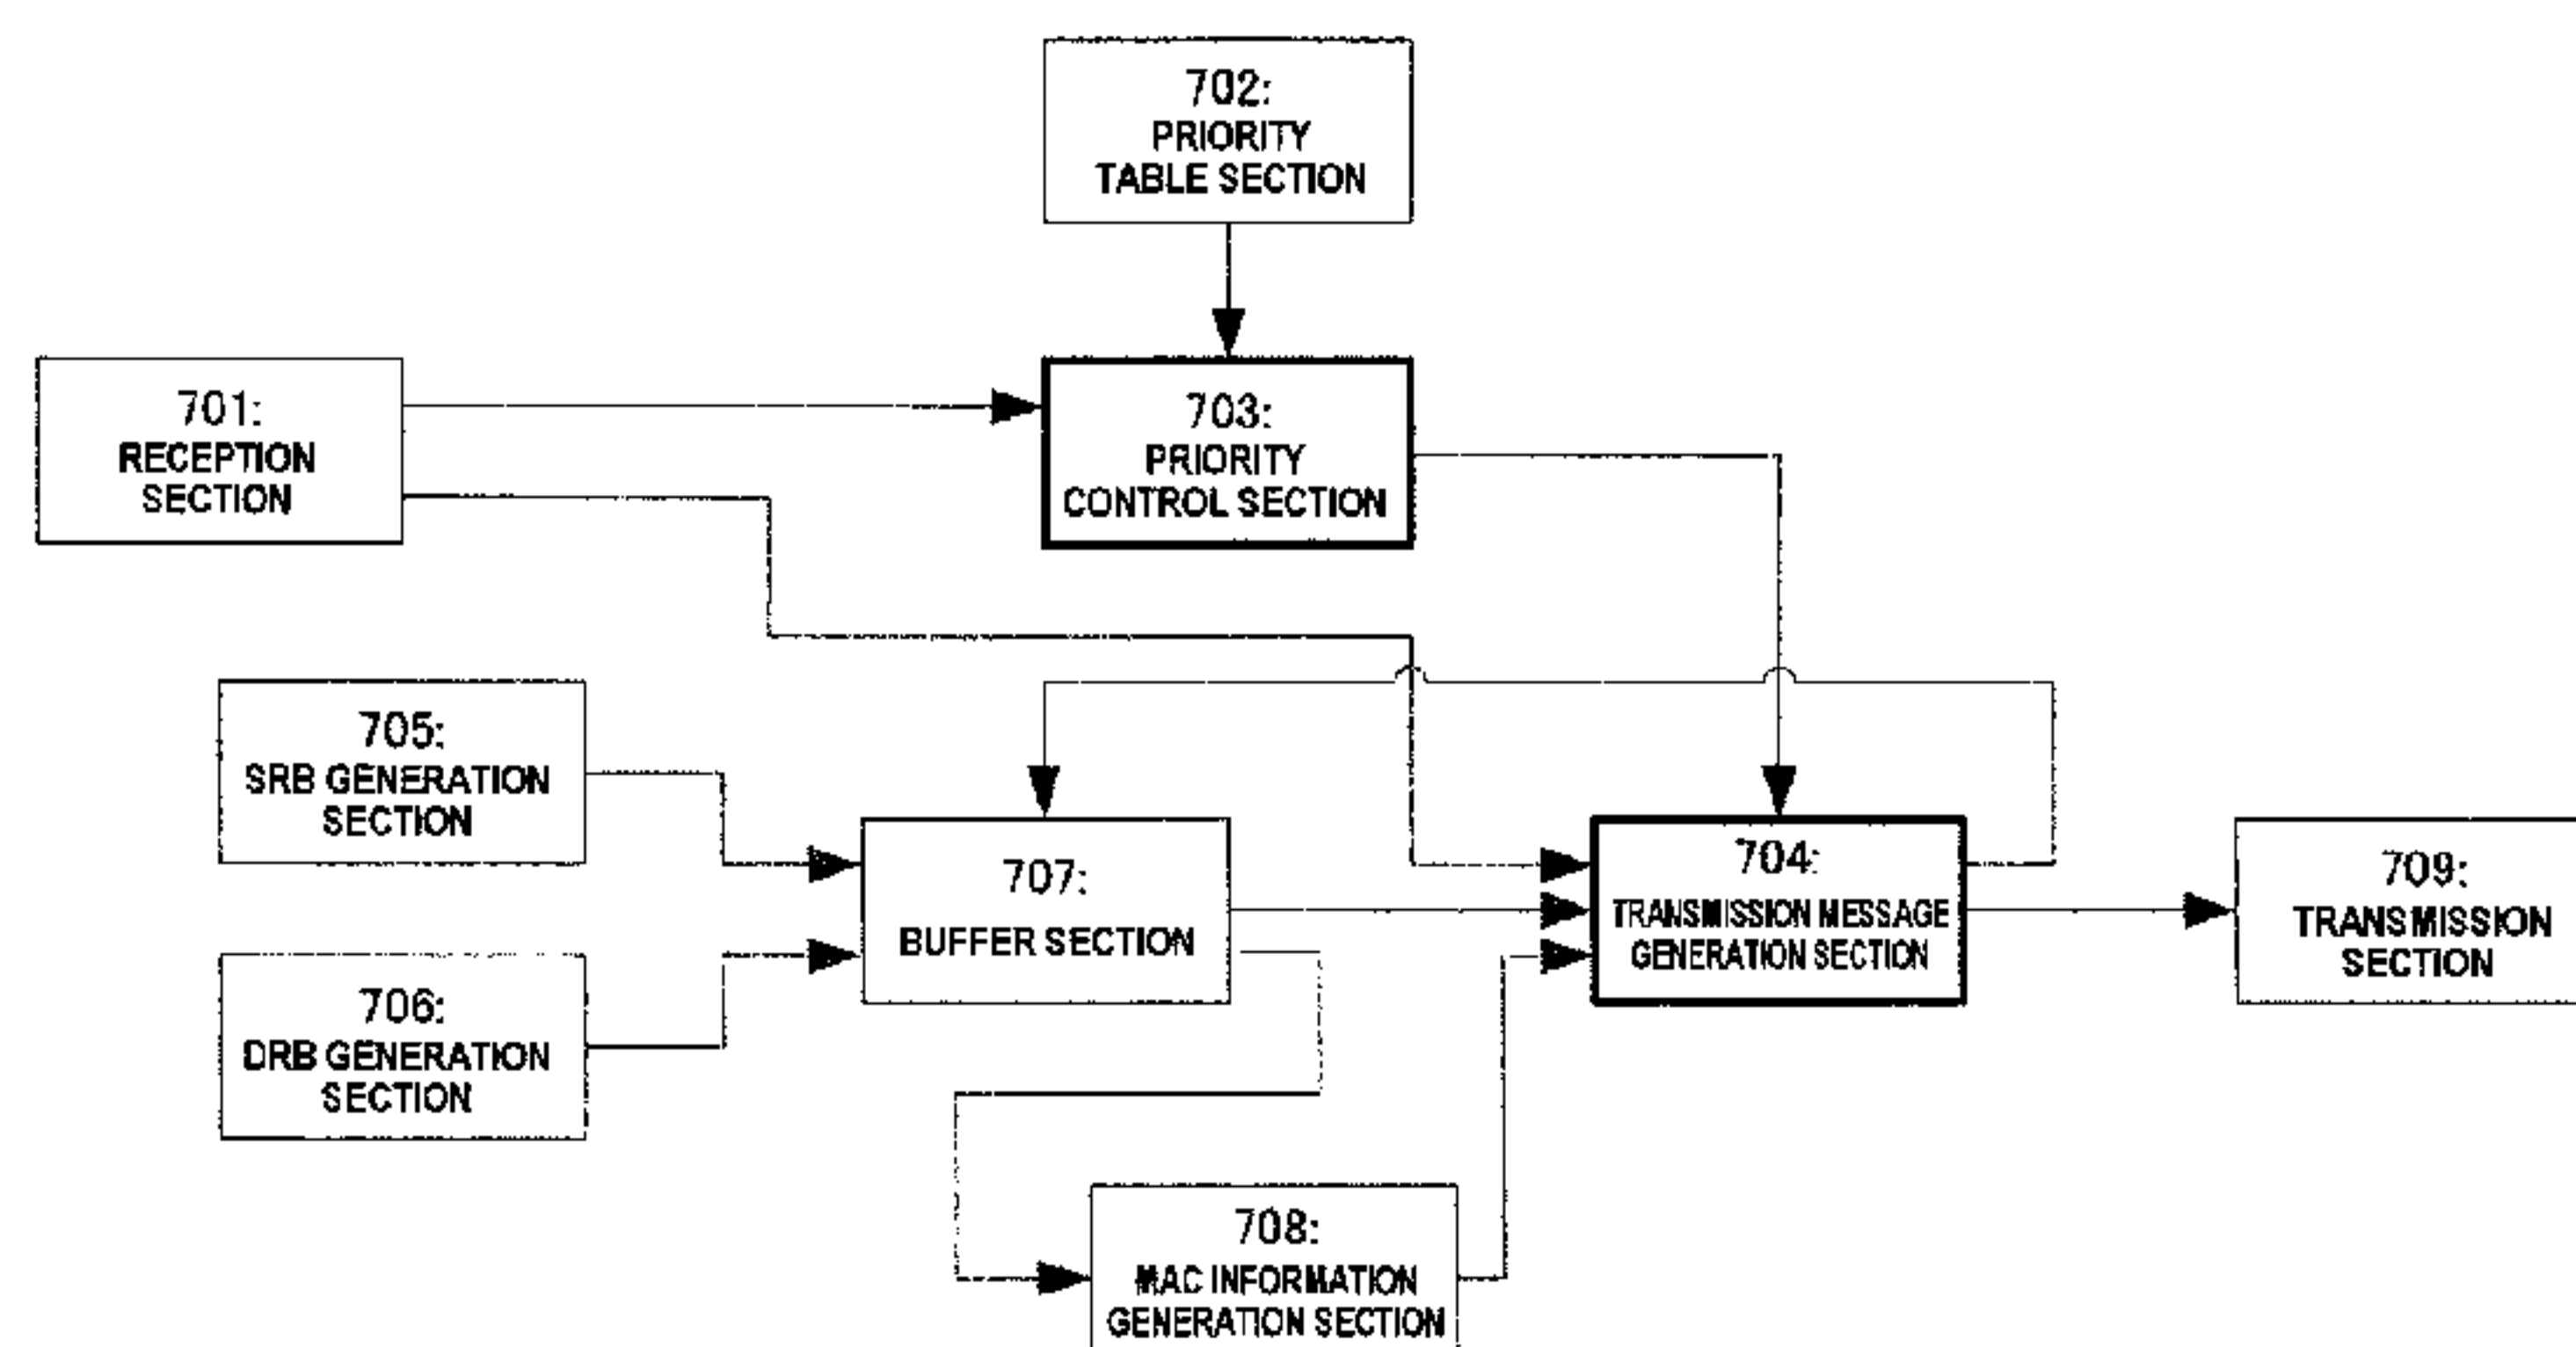 702:
PRIORITY
TABLE SECTION
701:
RECEPTION
SECTION
703:
PRIORITY
CONTROL SECTION
705:
SRB GENERATION
SECTION
707:
BUFFER SECTION
704:
TRANSMISSION MESSAGE
GENERATION SECTION
709:
TRANSMISSION
SECTION
706:
DRB GENERATION
SECTION
708:
MAC INFORMATION
GENERATION SECTION